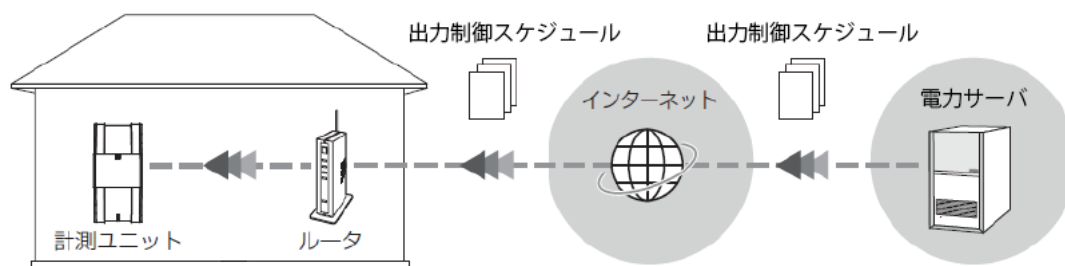 出力制御スケジュール
出力制御スケジュール
インターネット
電力サーバ
計測ユニット
ルータ